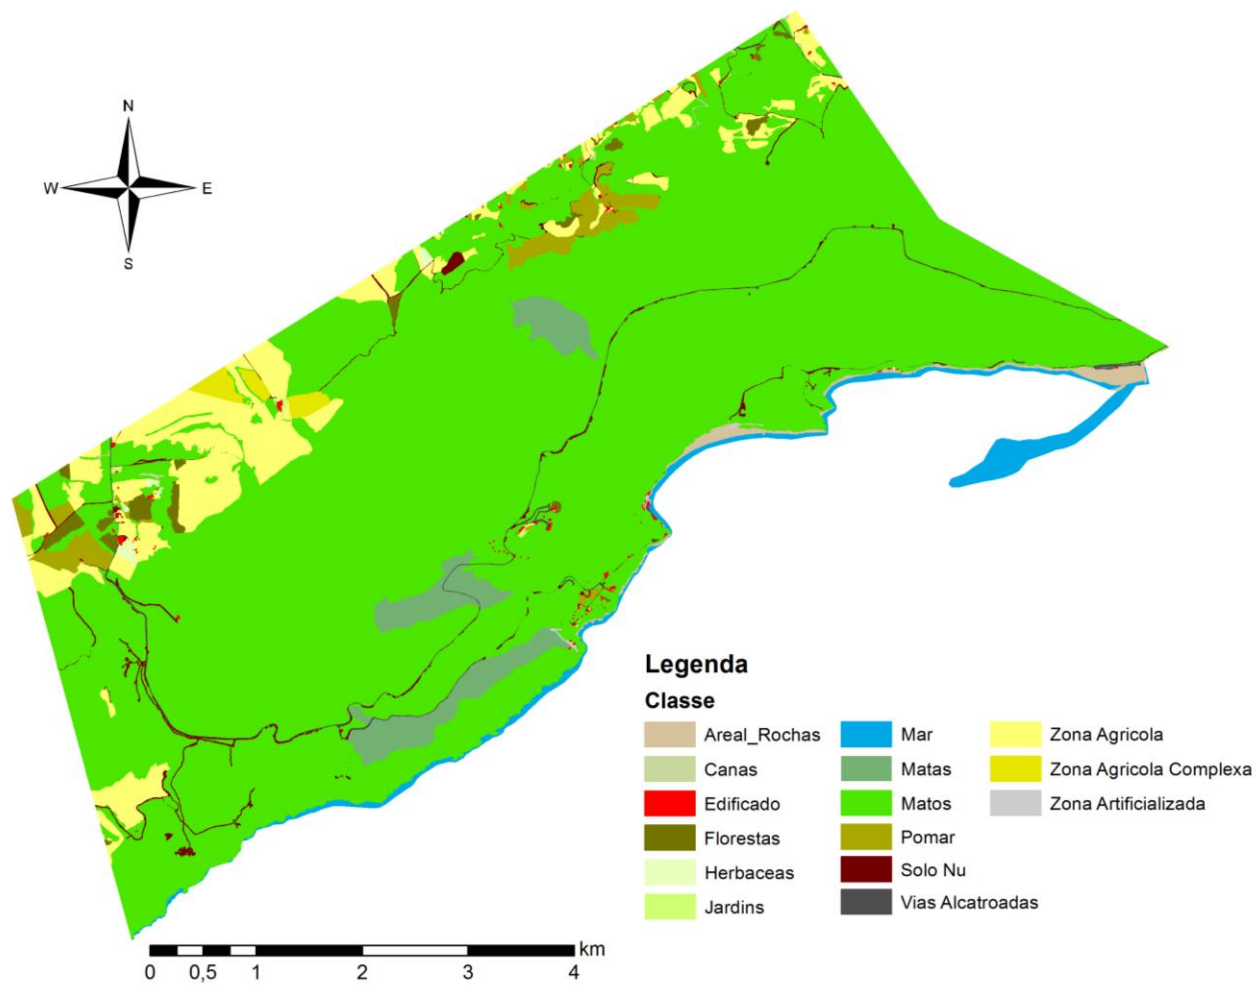 N
W E
S
Legenda
Classe
Areal_Rochas Mar Zona Agricola
Canas Matas Zona Agricola Complexa
Edificado Matos Zona Artificializada
Florestas Pomar
Herbaceas Solo Nu
Jardins Vias Alcatroadas
km
0 0,5 1 2 3 4